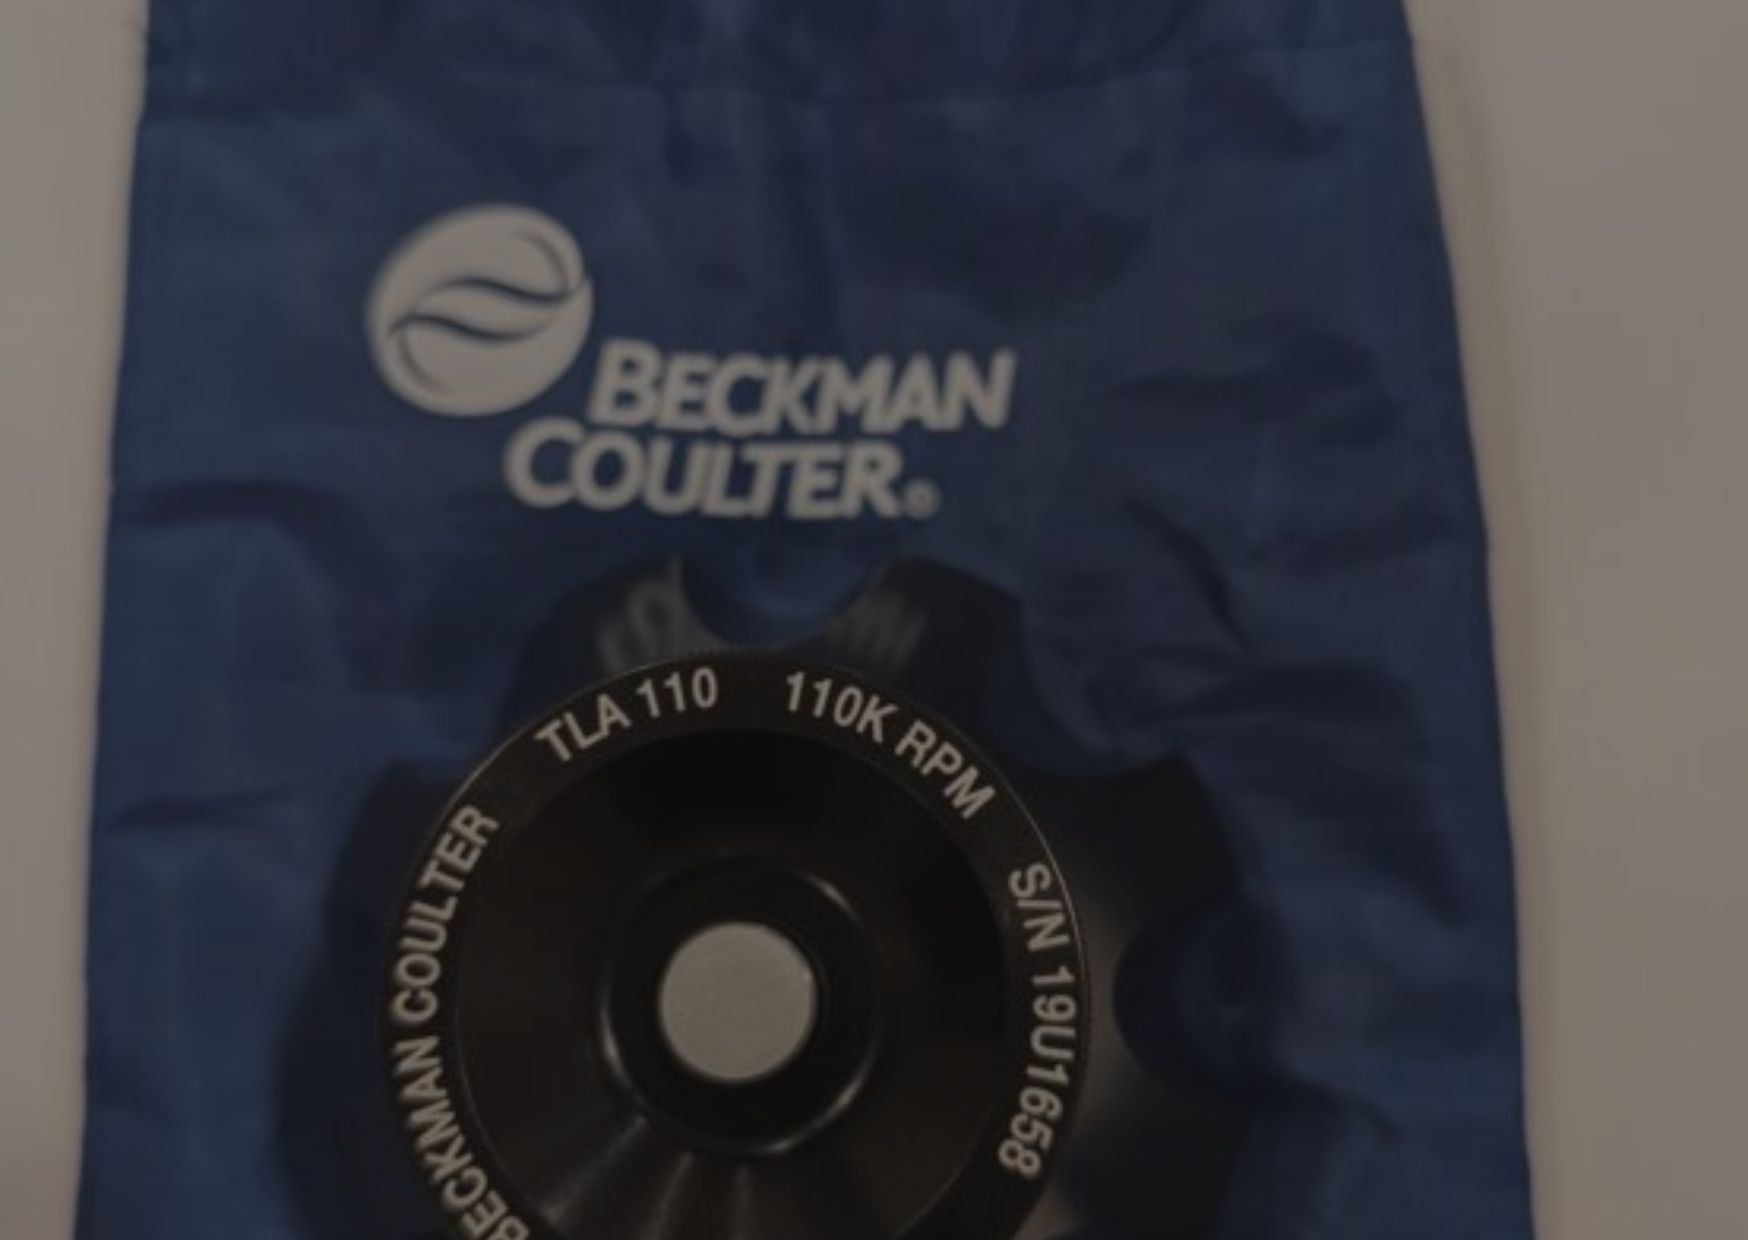 BECKMAN
COULTER®
BECKMAN COULTER TLA 110 110K RPM S/N 19U1658